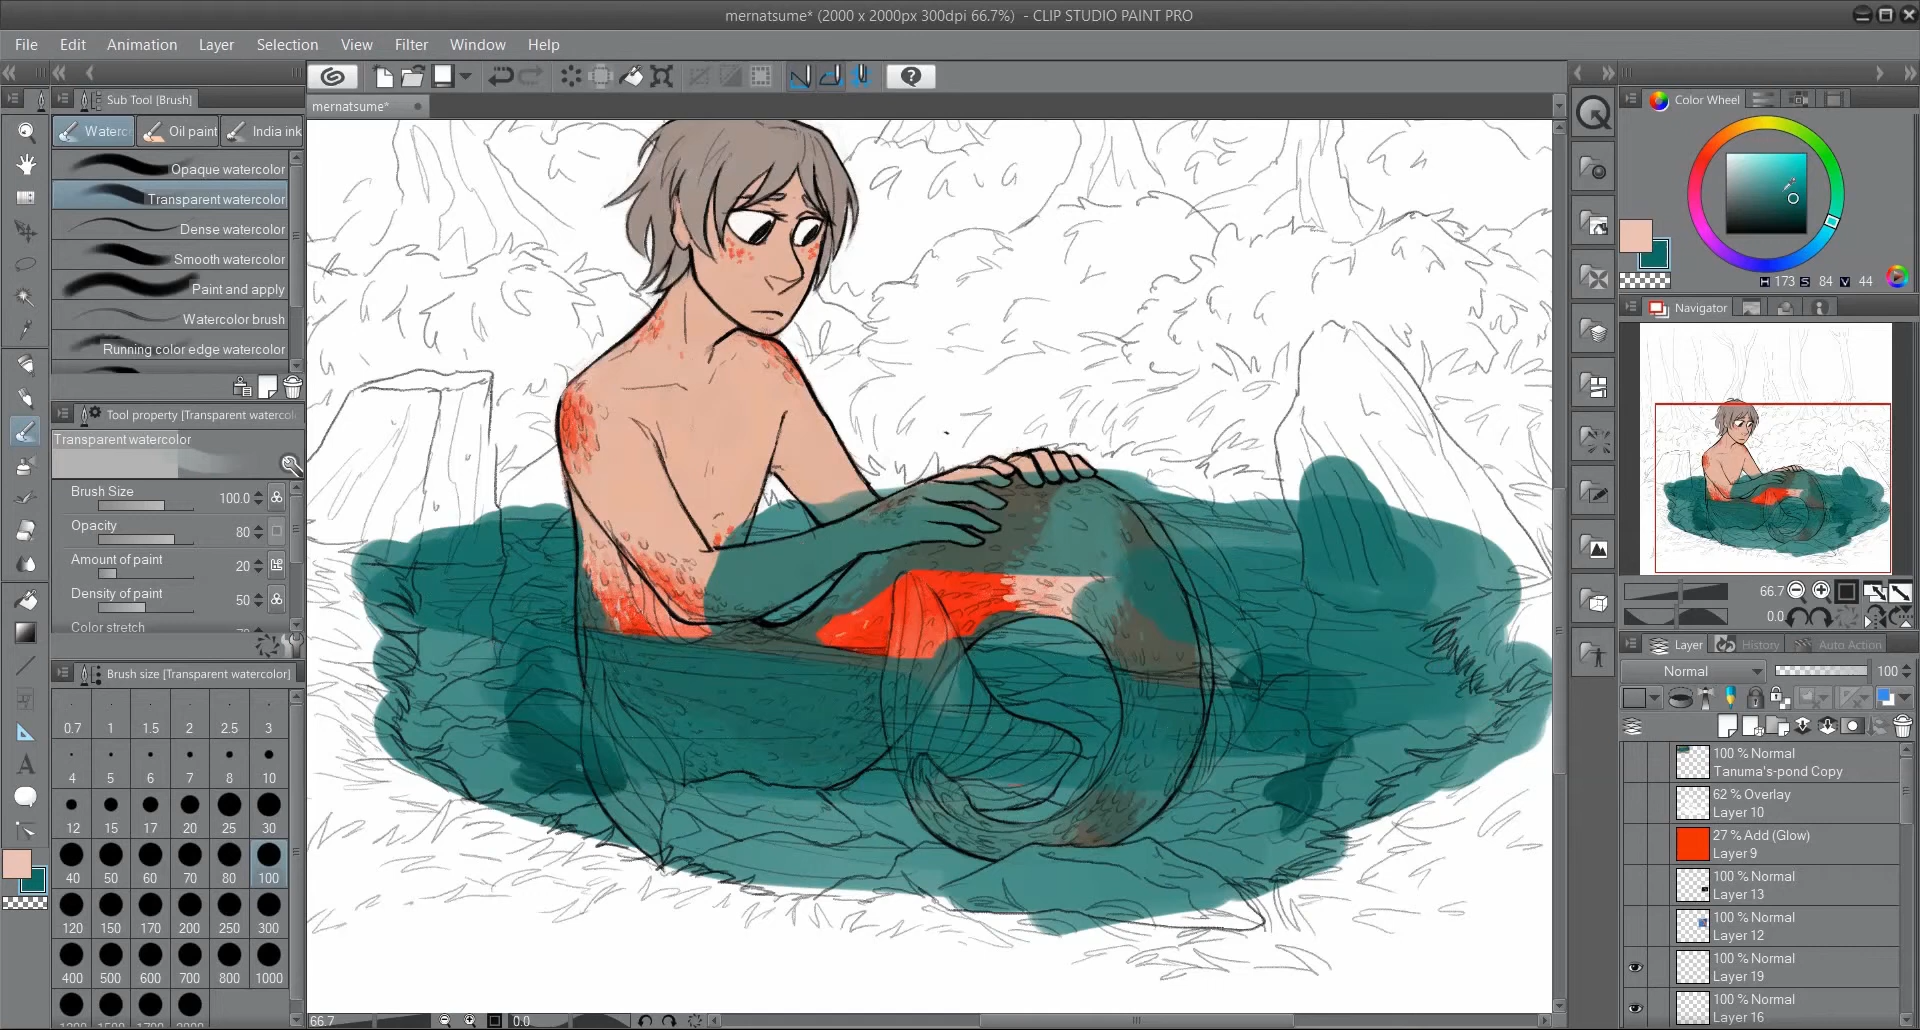 mernatsume* (2000 x 2000px 300dpi 66.7%) - CLIP STUDIO PAINT PRO
File Edit Animation Layer Selection View Filter Window Help
Sub Tool [Brush]
mernatsume*
Color Wheel
Oil paint India ink
Opaque watercolor
Transparent watercolor
Dense watercolor
Smooth watercolor
Paint and apply
Watercolor brush
Running color edge watercolor
H 173 S 84 V 44
Navigator
Tool property [Transparent watercol
Transparent watercolor
Brush Size 100.0
Opacity 80
Amount of paint 20
Density of paint 50
Color stretch
66.7
0.0
Layer History Auto Action
Normal 100
Brush size [Transparent watercolor]
0.7 1 1.5 2 2.5 3
4 5 6 7 8 10
12 15 17 20 25 30
40 50 60 70 80 100
120 150 170 200 250 300
400 500 600 700 800 1000
100 % Normal
Tanuma's-pond Copy
62 % Overlay
Layer 10
27 % Add (Glow)
Layer 9
100 % Normal
Layer 13
100 % Normal
Layer 12
100 % Normal
Layer 19
100 % Normal
Layer 16
66.7 0.0